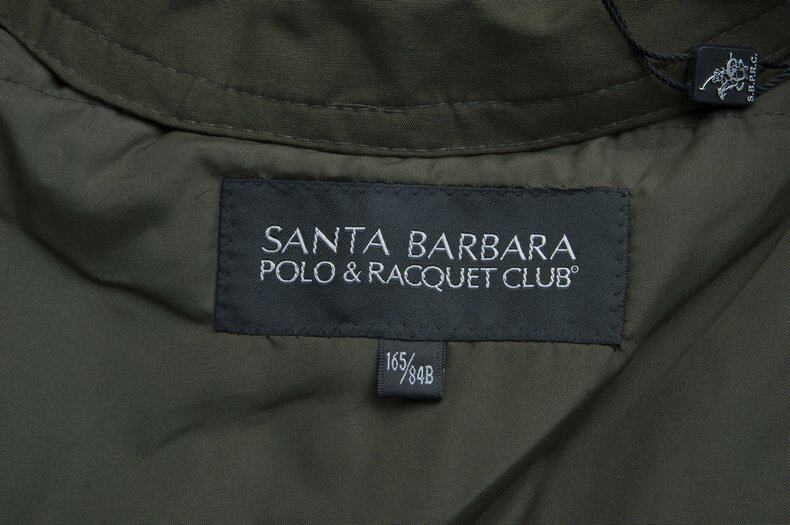 S.B.P.R.C.
SANTA BARBARA
POLO & RACQUET CLUB®
165/84B